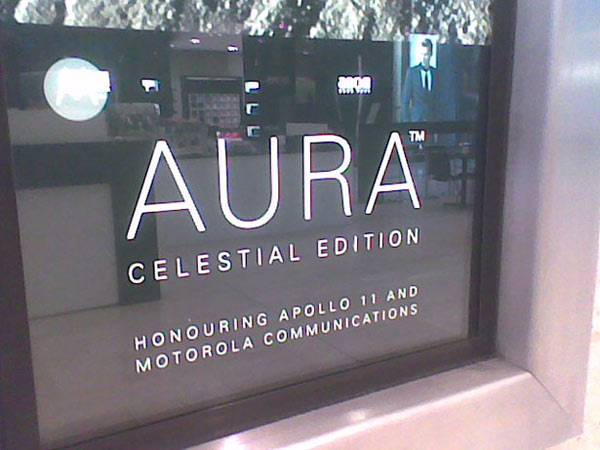 AURA™
CELESTIAL EDITION
HONOURING APOLLO 11 AND
MOTOROLA COMMUNICATIONS